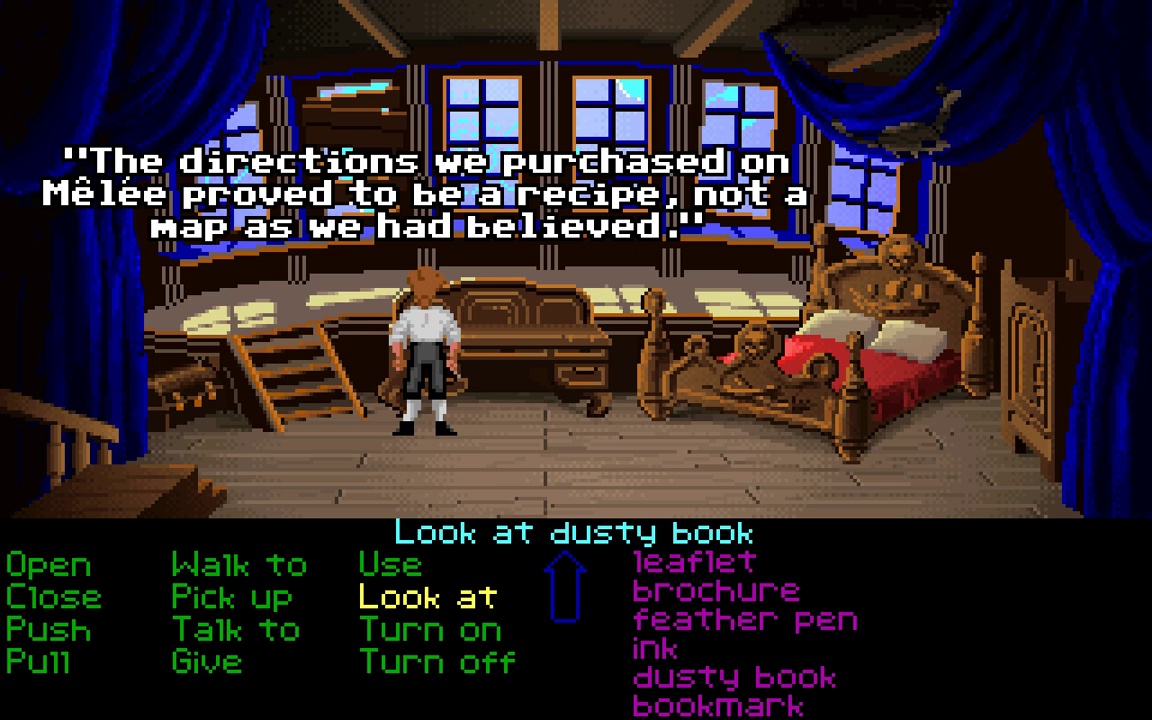 "The directions we purchased on
Mêlée proved to be a recipe, not a
map as we had believed."
Look at dusty book
Open Walk to Use
Close Pick up Look at
Push Talk to Turn on
Pull Give Turn off
leaflet
brochure
feather pen
ink
dusty book
bookmark